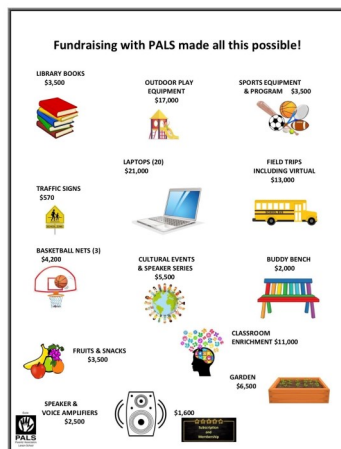 Fundraising with PALS made all this possible!
LIBRARY BOOKS
$3,500
OUTDOOR PLAY
EQUIPMENT
$17,000
SPORTS EQUIPMENT
& PROGRAM $3,500
LAPTOPS (20)
$21,000
FIELD TRIPS
INCLUDING VIRTUAL
$13,000
TRAFFIC SIGNS
$570
BASKETBALL NETS (3)
$4,200
CULTURAL EVENTS
& SPEAKER SERIES
$5,500
BUDDY BENCH
$2,000
CLASSROOM
ENRICHMENT $11,000
FRUITS & SNACKS
$3,500
GARDEN
$6,500
SPEAKER &
VOICE AMPLIFIERS
$2,500
$1,600
Subscription
and
Membership
PALS